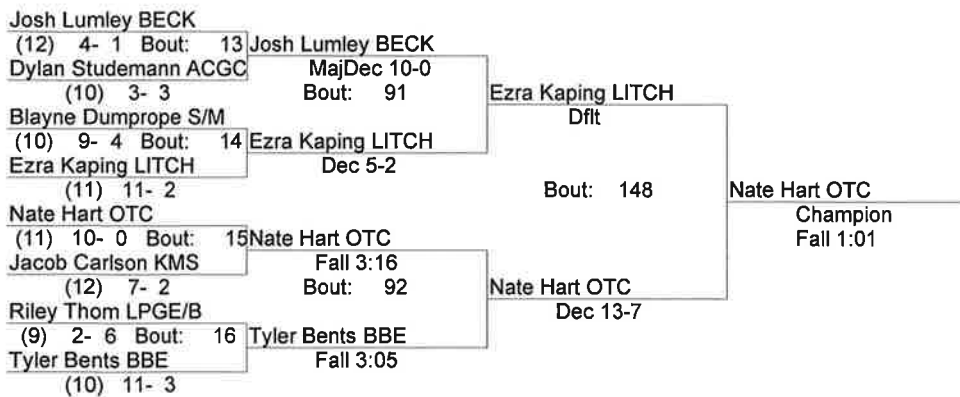 Josh Lumley BECK
(12) 4- 1 Bout: 13 Josh Lumley BECK
Dylan Studemann ACGC MajDec 10-0
(10) 3- 3 Bout: 91 Ezra Kaping LITCH
Blayne Dumprope S/M Dflt
(10) 9- 4 Bout: 14 Ezra Kaping LITCH
Ezra Kaping LITCH Dec 5-2
(11) 11- 2 Bout: 148 Nate Hart OTC
Nate Hart OTC Champion
(11) 10- 0 Bout: 15 Nate Hart OTC Fall 1:01
Jacob Carlson KMS Fall 3:16
(12) 7- 2 Bout: 92 Nate Hart OTC
Riley Thom LPGE/B Dec 13-7
(9) 2- 6 Bout: 16 Tyler Bents BBE
Tyler Bents BBE Fall 3:05
(10) 11- 3